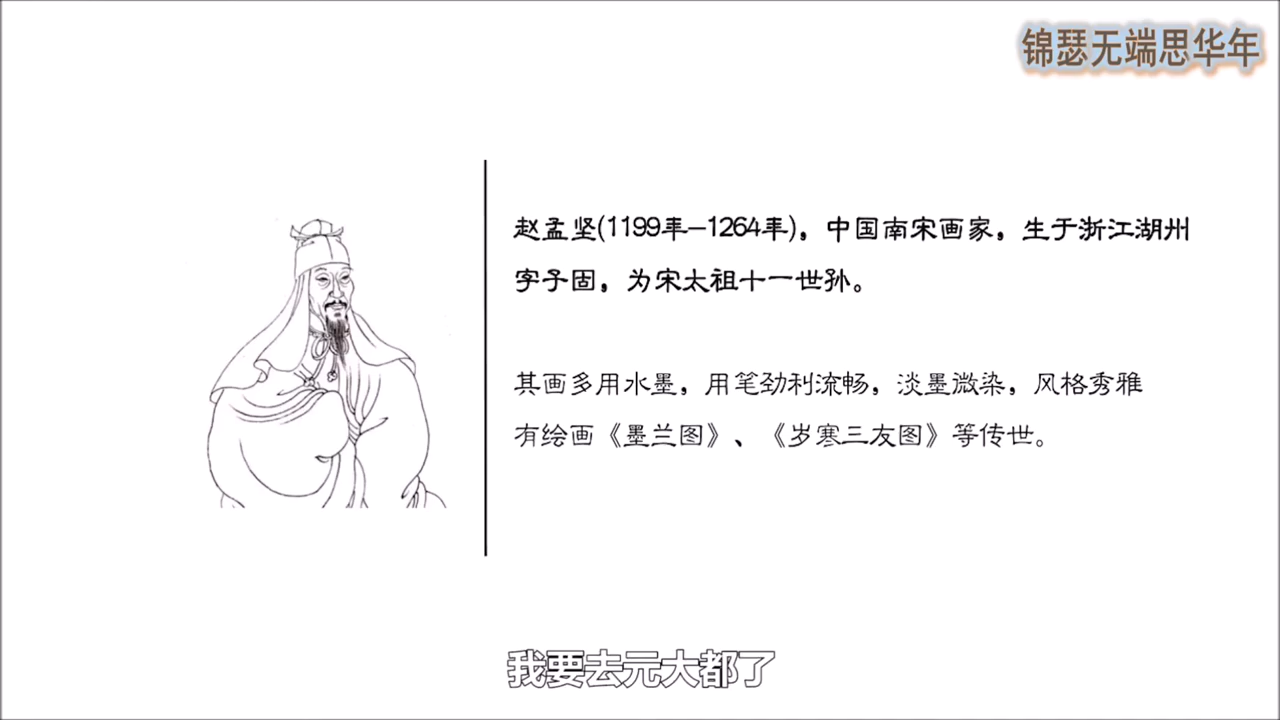 锦瑟无端思华年
赵孟坚(1199年–1264年)，中国南宋画家，生于浙江湖州
字子固，为宋太祖十一世孙。
其画多用水墨，用笔劲利流畅，淡墨微染，风格秀雅
有绘画《墨兰图》、《岁寒三友图》等传世。
我要去元大都了